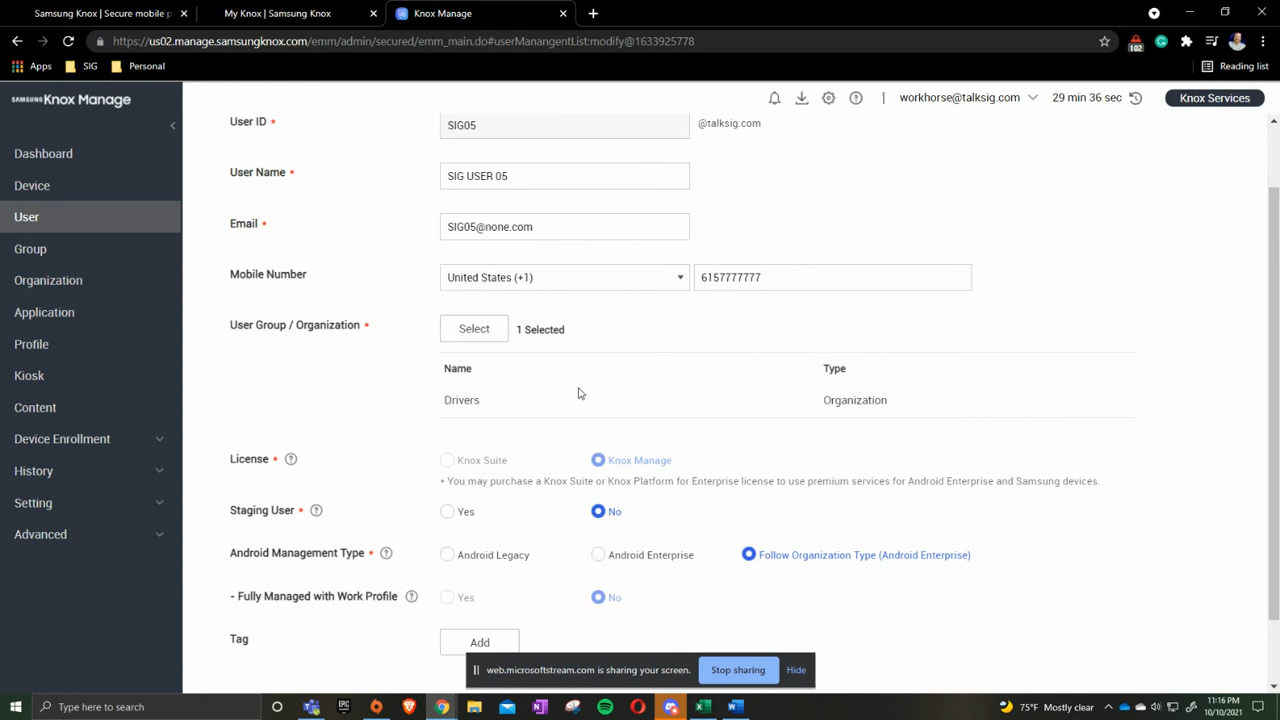 Samsung Knox | Secure mobile p
My Knox | Samsung Knox
Knox Manage
https://us02.manage.samsungknox.com/emm/admin/secured/emm_main.do#userManangentList:modify@1633925778
102
Apps
SIG
Personal
Reading list
SAMSUNG Knox Manage
workhorse@talksig.com
29 min 36 sec
Knox Services
Dashboard
Device
User
Group
Organization
Application
Profile
Kiosk
Content
Device Enrollment
History
Setting
Advanced
User ID *
SIG05
@talksig.com
User Name *
SIG USER 05
Email *
SIG05@none.com
Mobile Number
United States (+1)
6157777777
User Group / Organization *
Select
1 Selected
Name
Type
Drivers
Organization
License *
Knox Suite
Knox Manage
• You may purchase a Knox Suite or Knox Platform for Enterprise license to use premium services for Android Enterprise and Samsung devices.
Staging User *
Yes
No
Android Management Type *
Android Legacy
Android Enterprise
Follow Organization Type (Android Enterprise)
- Fully Managed with Work Profile
Yes
No
Tag
Add
web.microsoftstream.com is sharing your screen.
Stop sharing
Hide
Type here to search
EPIC
75°F Mostly clear
11:16 PM
10/10/2021